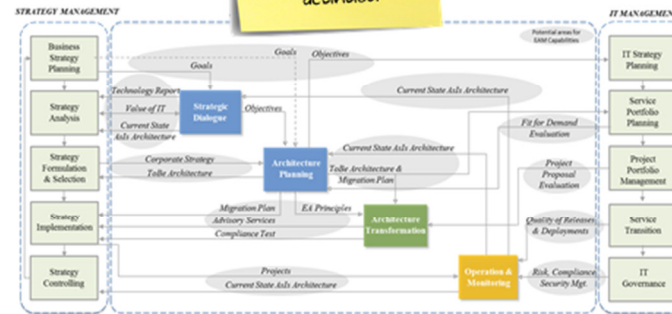 STRATEGY MANAGEMENT
IT MANAGEMEN
Business
Strategy
Planning
Strategy
Analysis
Strategy
Formulation
& Selection
Strategy
Implementation
Strategy
Controlling
Goals
Goals
Objectives
Potential areas for
EAM Capabilities
Technology Report
Value of IT
Current State
AsIs Architecture
Strategic
Dialogue
Objectives
Current State AsIs Architecture
Fit for Demand
Evaluation
Corporate Strategy
ToBe Architecture
Architecture
Planning
Current State AsIs Architecture
ToBe Architecture &
Migration Plan
Project
Proposal
Evaluation
Migration Plan
Advisory Services
Compliance Test
EA Principles
Architecture
Transformation
Quality of Releases
& Deployments
Projects
Current State AsIs Architecture
Operation &
Monitoring
Risk, Compliance
Security Mgt.
IT Strategy
Planning
Service
Portfolio
Planning
Project
Portfolio
Management
Service
Transition
IT
Governance